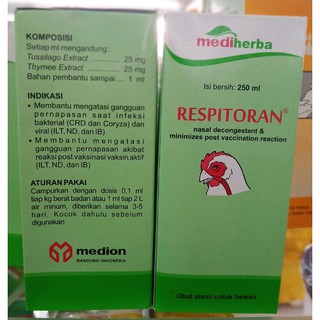 KOMPOSISI
Setiap ml mengandung :
Tussilago Extract ........... 25 mg
Thymee Extract ............. 25 mg
Bahan pembantu sampai ... 1 ml
INDIKASI
• Membantu mengatasi gangguan
pernapasan saat infeksi
bakterial (CRD dan Coryza) dan
viral (ILT, ND, dan IB)
• Membantu mengatasi
gangguan pernapasan akibat
reaksi post vaksinasi vaksin aktif
(ILT, ND, dan IB)
ATURAN PAKAI
Campurkan dengan dosis 0,1 ml
tiap kg berat badan atau 1 ml tiap 2 L
air minum, diberikan selama 3-5
hari. Kocok dahulu sebelum
digunakan
medion
BANDUNG-INDONESIA
mediherba
Isi bersih: 250 ml
RESPITORAN®
nasal decongestant &
minimizes post vaccination reaction
Obat alami untuk hewan